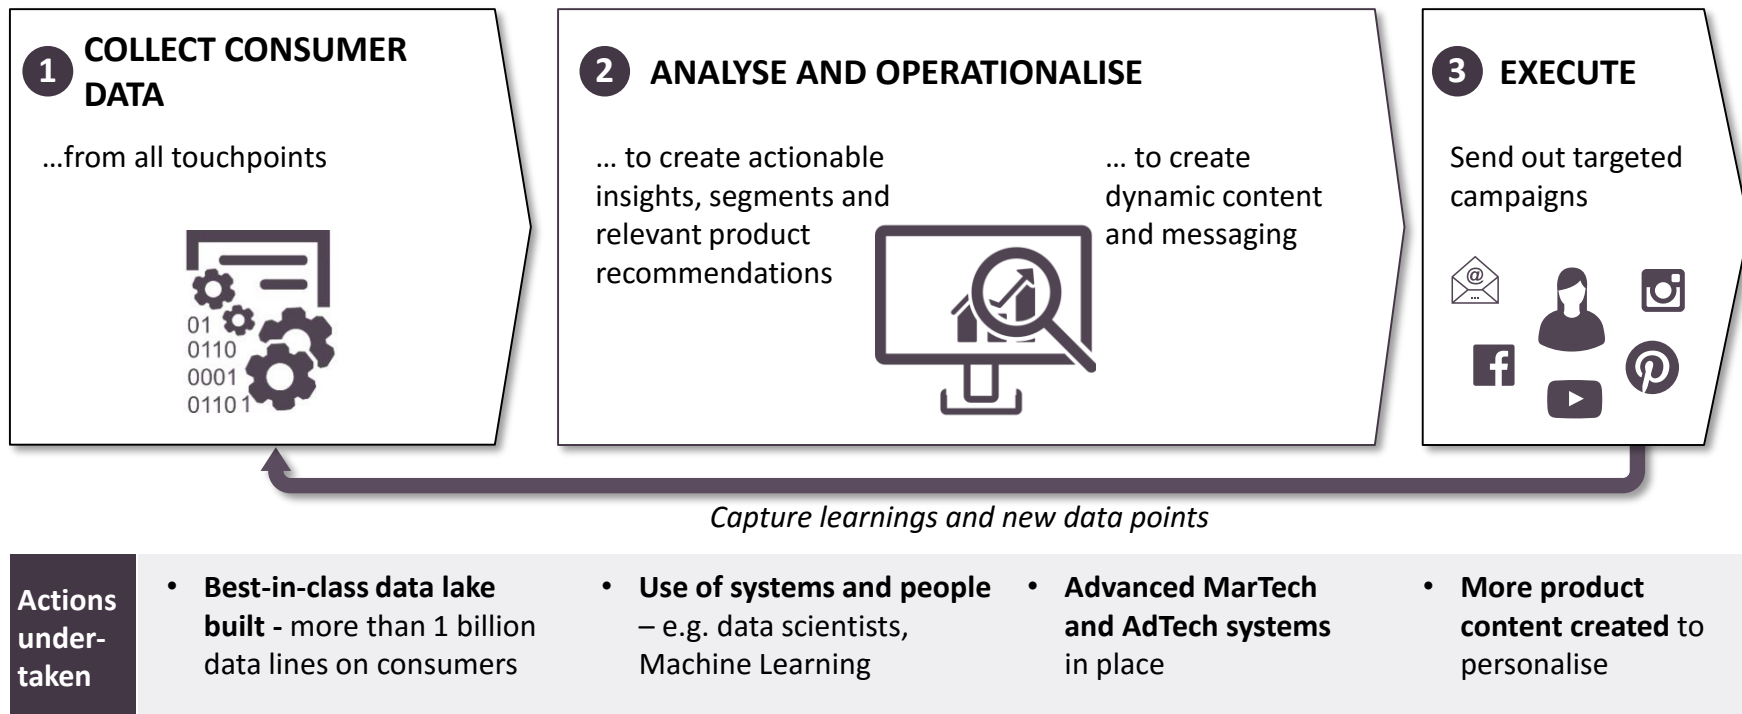 1
COLLECT CONSUMER
DATA
…from all touchpoints
01
0110
0001
01101
2
ANALYSE AND OPERATIONALISE
… to create actionable
insights, segments and
relevant product
recommendations
… to create
dynamic content
and messaging
3
EXECUTE
Send out targeted
campaigns
@
...
f
Capture learnings and new data points
Actions
under-
taken
• Best-in-class data lake
built - more than 1 billion
data lines on consumers
• Use of systems and people
– e.g. data scientists,
Machine Learning
• Advanced MarTech
and AdTech systems
in place
• More product
content created to
personalise